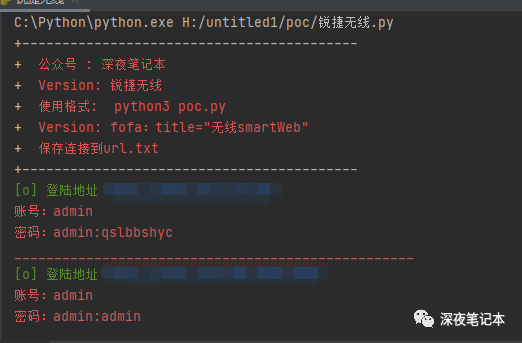 锐捷无线
C:\Python\python.exe H:/untitled1/poc/锐捷无线.py
+----------------------------------------
+  公众号 : 深夜笔记本
+  Version: 锐捷无线
+  使用格式:  python3 poc.py
+  Version: fofa：title="无线smartWeb"
+  保存连接到url.txt
+----------------------------------------
[o] 登陆地址
账号：admin
密码：admin:qslbbshyc
__________________________________________________
[o] 登陆地址
账号：admin
密码：admin:admin
深夜笔记本